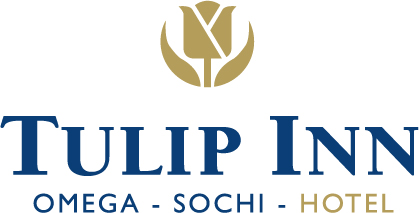 TULIP INN
OMEGA - SOCHI - HOTEL